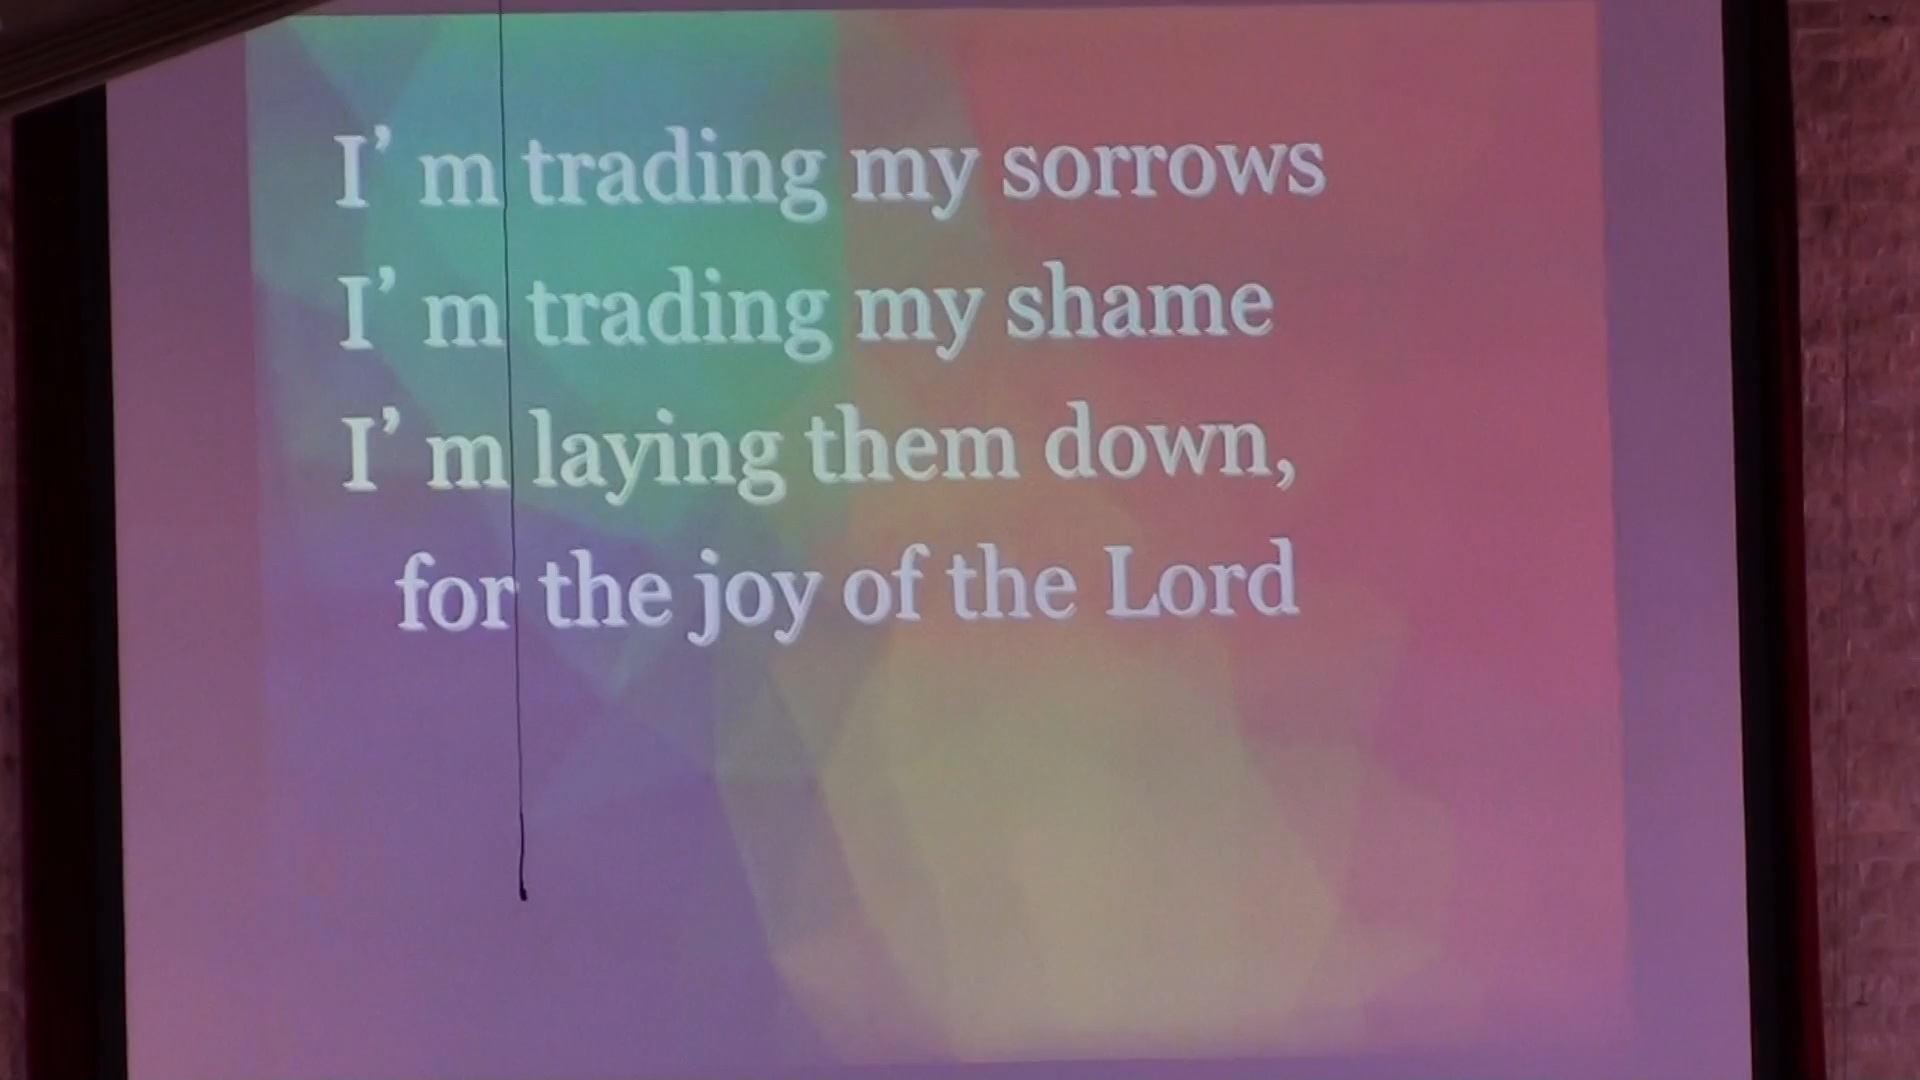 I’ m trading my sorrows
I’ m trading my shame
I’ m laying them down,
for the joy of the Lord